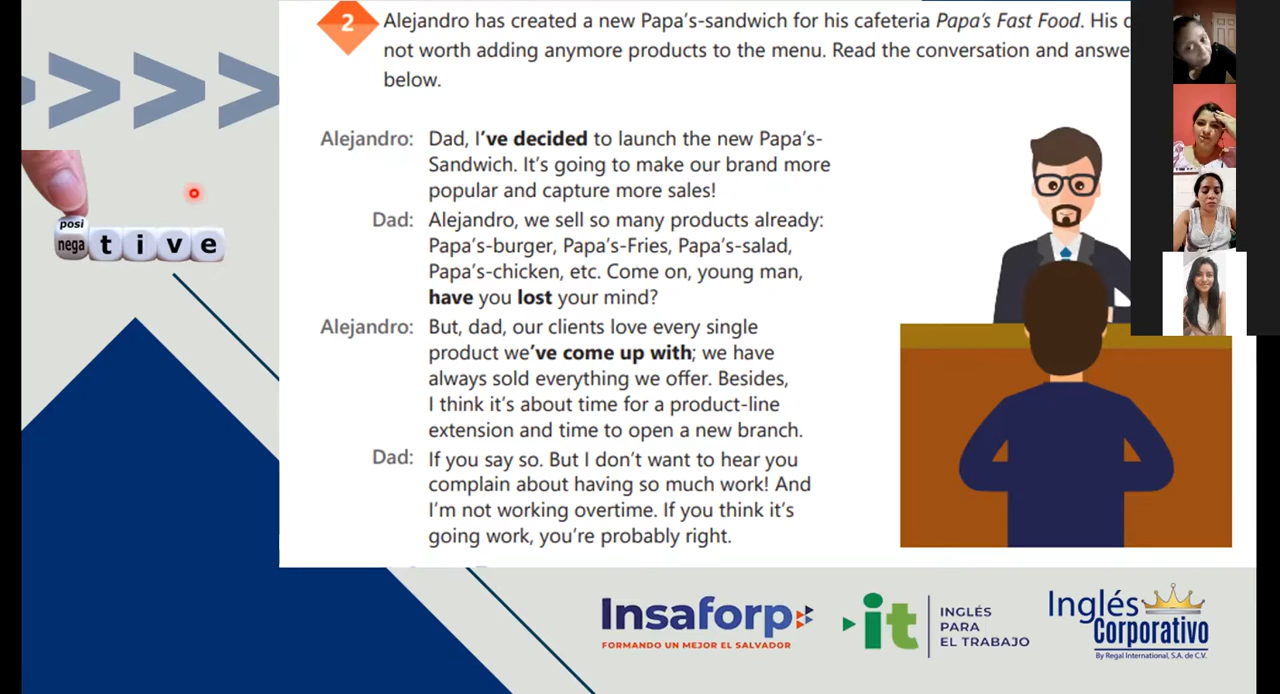 2
Alejandro has created a new Papa's-sandwich for his cafeteria Papa's Fast Food. His
not worth adding anymore products to the menu. Read the conversation and answe
below.
Alejandro: Dad, I've decided to launch the new Papa's-
Sandwich. It's going to make our brand more
popular and capture more sales!
Dad: Alejandro, we sell so many products already:
Papa's-burger, Papa's-Fries, Papa's-salad,
Papa's-chicken, etc. Come on, young man,
have you lost your mind?
Alejandro: But, dad, our clients love every single
product we've come up with; we have
always sold everything we offer. Besides,
I think it's about time for a product-line
extension and time to open a new branch.
Dad: If you say so. But I don't want to hear you
complain about having so much work! And
I'm not working overtime. If you think it's
going work, you're probably right.
posi
nega tive
Insaforp
FORMANDO UN MEJOR EL SALVADOR
it
INGLÉS
PARA
EL TRABAJO
Inglés
Corporativo
By Regal International, S.A. de C.V.